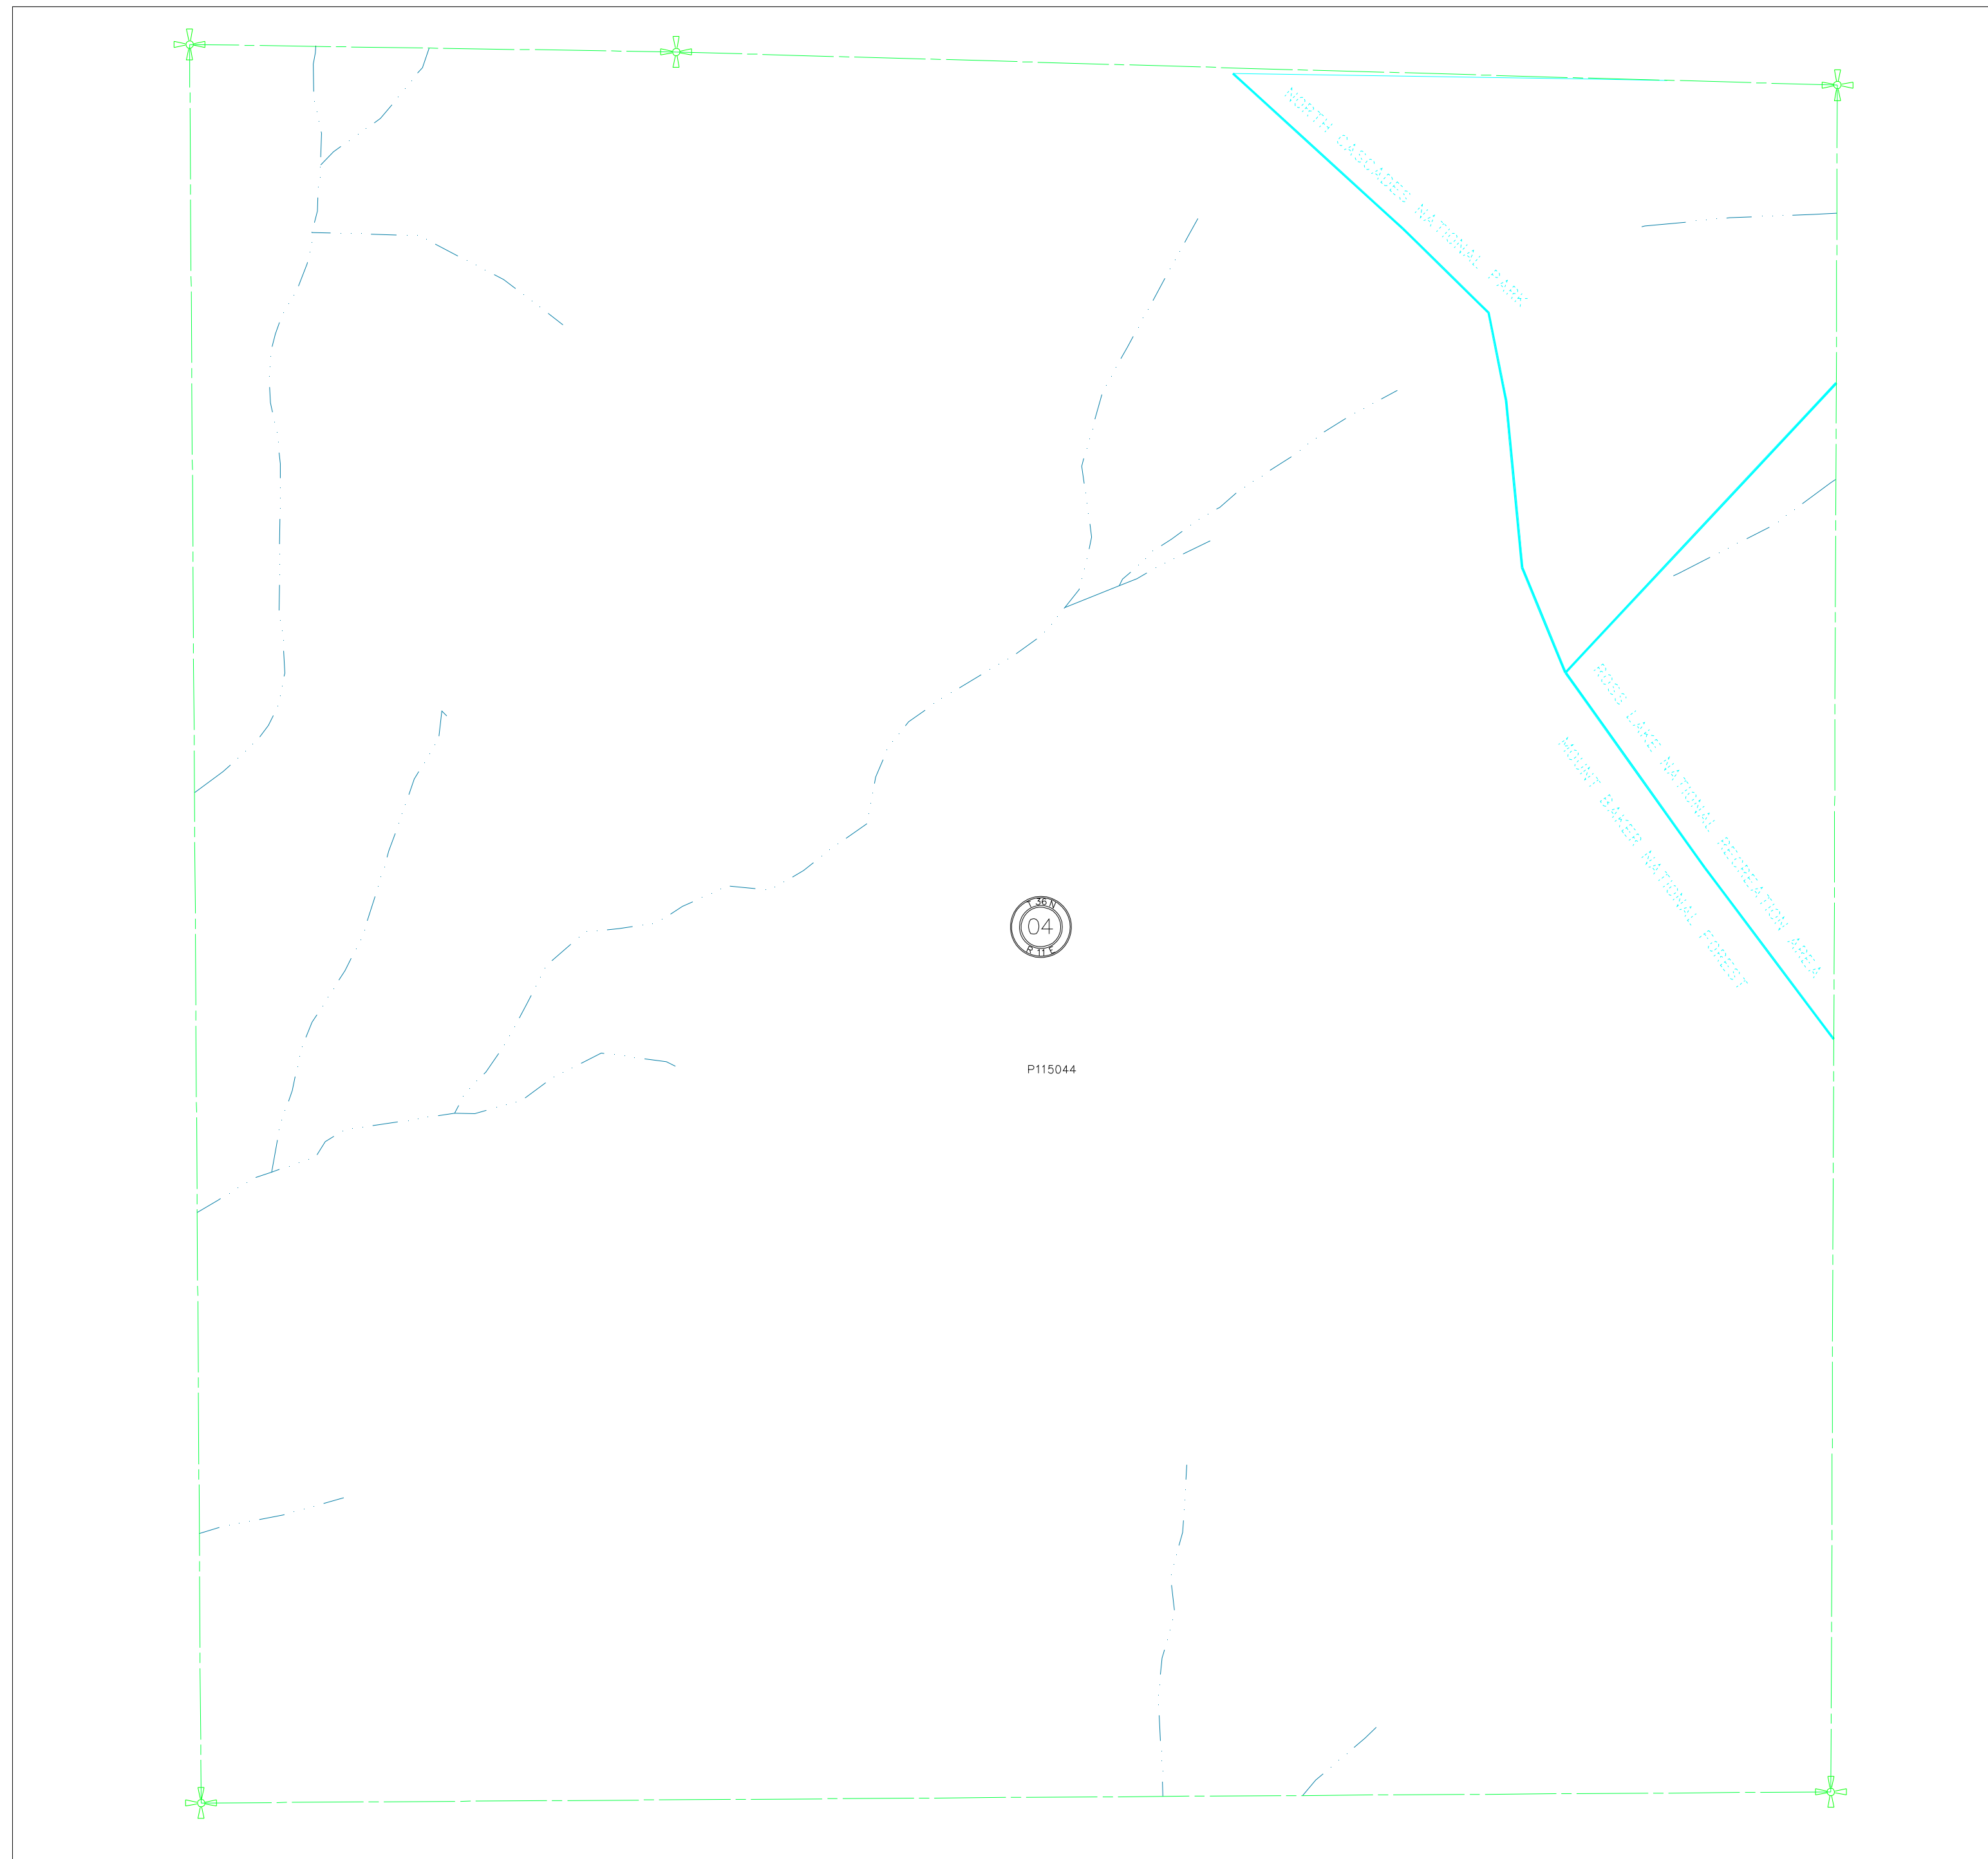 NORTH CASCADES NATIONAL PARK
ROSS LAKE NATIONAL RECREATION AREA
MOUNT BAKER NATIONAL FOREST
T 36 N
04
R 11 E
P115044